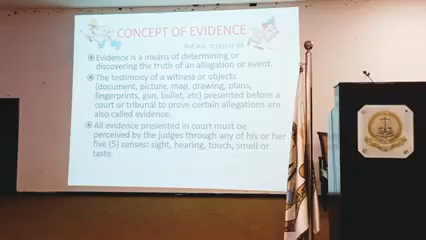 CONCEPT OF EVIDENCE
Evidence is a means of determining or
discovering the truth of an allegation or event.
The testimony of a witness or objects
(document, picture, map, drawing, plans,
fingerprints, gun, bullet, etc) presented before a
court or tribunal to prove certain allegations are
also called evidence.
All evidence presented in court must be
perceived by the judges through any of his or her
five (5) senses: sight, hearing, touch, smell or
taste.